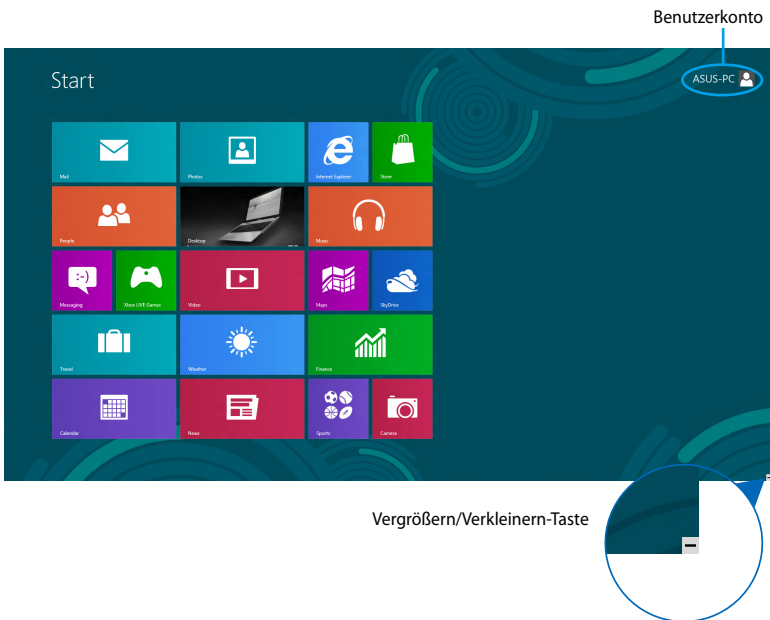 Benutzerkonto
Start
ASUS-PC
Mail
Photos
Internet Explorer
Store
People
Desktop
Music
Messaging
Xbox LIVE Games
Video
Maps
SkyDrive
Travel
Weather
Finance
Calendar
News
Sports
Camera
Vergrößern/Verkleinern-Taste